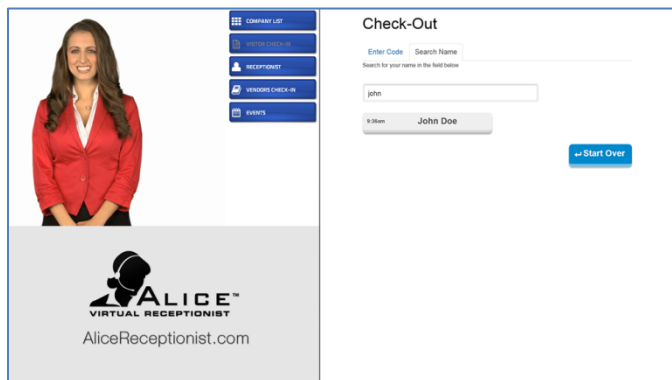 COMPANY LIST
VISITOR CHECK-IN
RECEPTIONIST
VENDORS CHECK-IN
EVENTS
ALICE™
VIRTUAL RECEPTIONIST
AliceReceptionist.com
Check-Out
Enter Code Search Name
Search for your name in the field below
john
9:36am John Doe
Start Over